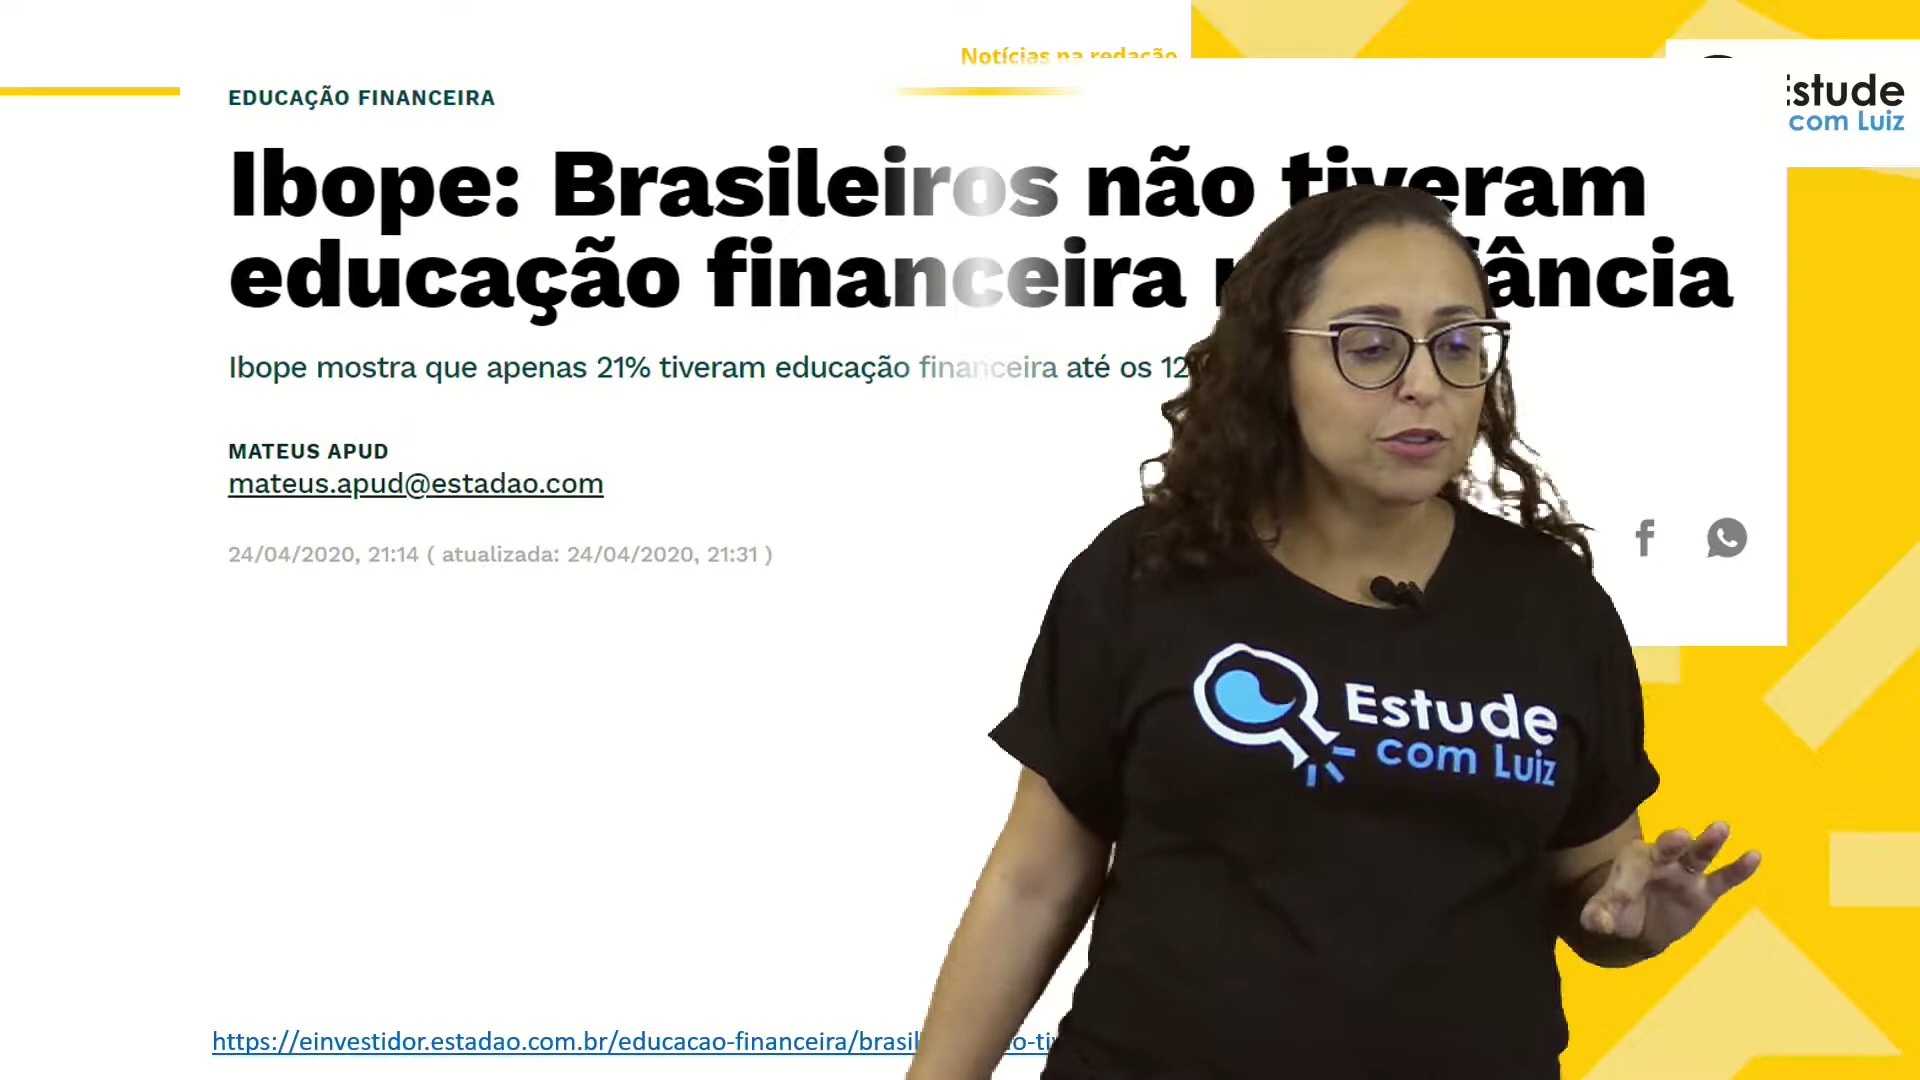 Notícias na redação
EDUCAÇÃO FINANCEIRA
Estude
com Luiz
Ibope: Brasileiros não tiveram
educação financeira ância
Ibope mostra que apenas 21% tiveram educação financeira até os 12
MATEUS APUD
mateus.apud@estadao.com
24/04/2020, 21:14 ( atualizada: 24/04/2020, 21:31 )
Estude
com Luiz
https://einvestidor.estadao.com.br/educacao-financeira/brasil